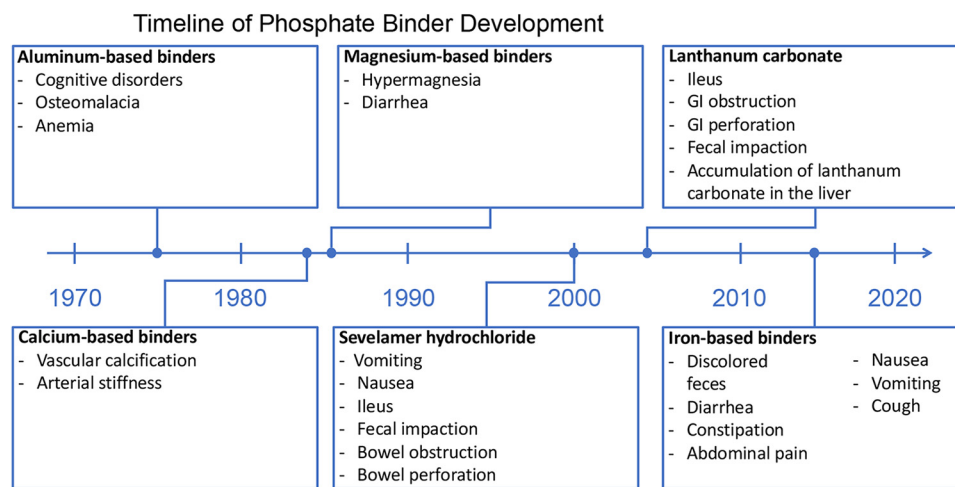 Timeline of Phosphate Binder Development
Aluminum-based binders
- Cognitive disorders
- Osteomalacia
- Anemia
Magnesium-based binders
- Hypermagnesia
- Diarrhea
Lanthanum carbonate
- Ileus
- GI obstruction
- GI perforation
- Fecal impaction
- Accumulation of lanthanum
carbonate in the liver
1970
1980
1990
2000
2010
2020
Calcium-based binders
- Vascular calcification
- Arterial stiffness
Sevelamer hydrochloride
- Vomiting
- Nausea
- Ileus
- Fecal impaction
- Bowel obstruction
- Bowel perforation
Iron-based binders
- Discolored
feces
- Diarrhea
- Constipation
- Abdominal pain
- Nausea
- Vomiting
- Cough